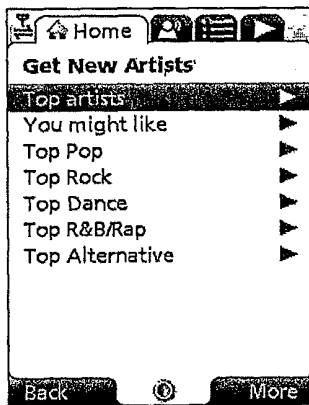 Home
Get New Artists
Top artists
You might like
Top Pop
Top Rock
Top Dance
Top R&B/Rap
Top Alternative
Back More